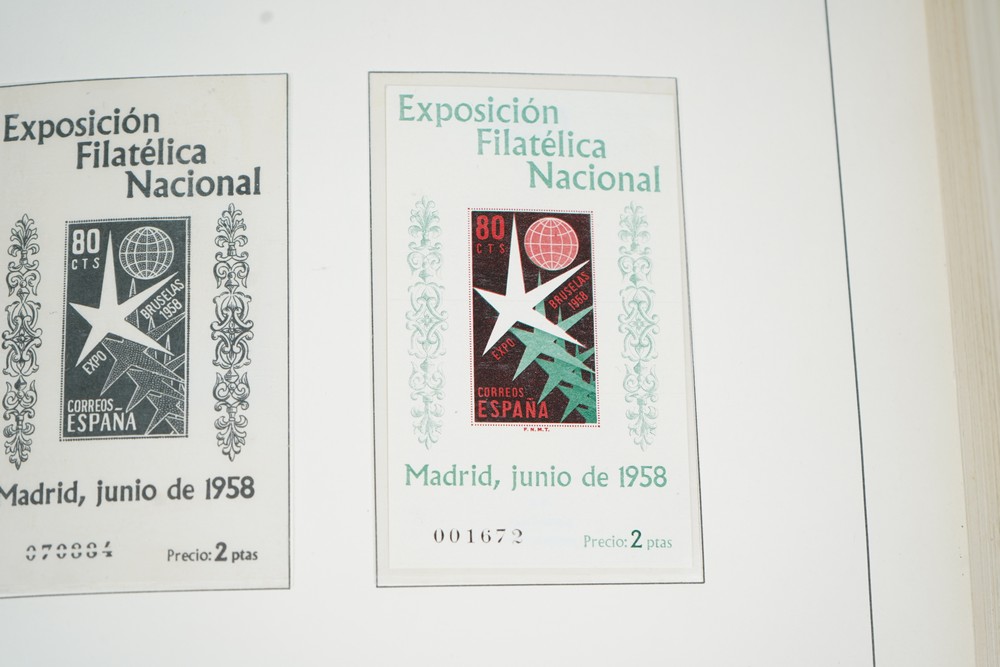 Exposición
Filatélica
Nacional
80
CTS
BRUSELAS
1958
EXPO
CORREOS
ESPAÑA
Madrid, junio de 1958
070884
Precio: 2 ptas
Exposición
Filatélica
Nacional
80
CTS
BRUSELAS
1958
EXPO
CORREOS
ESPAÑA
F.N.M.T.
Madrid, junio de 1958
001672
Precio: 2 ptas